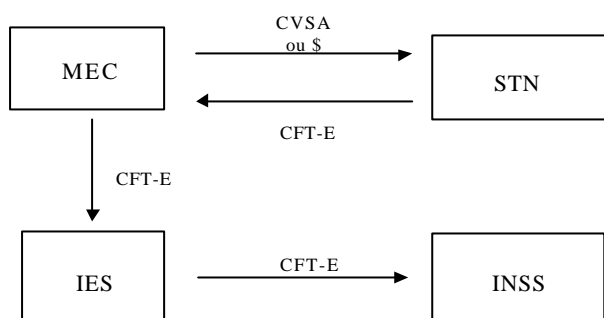 CVSA
ou $
MEC
STN
CFT-E
CFT-E
IES
CFT-E
INSS